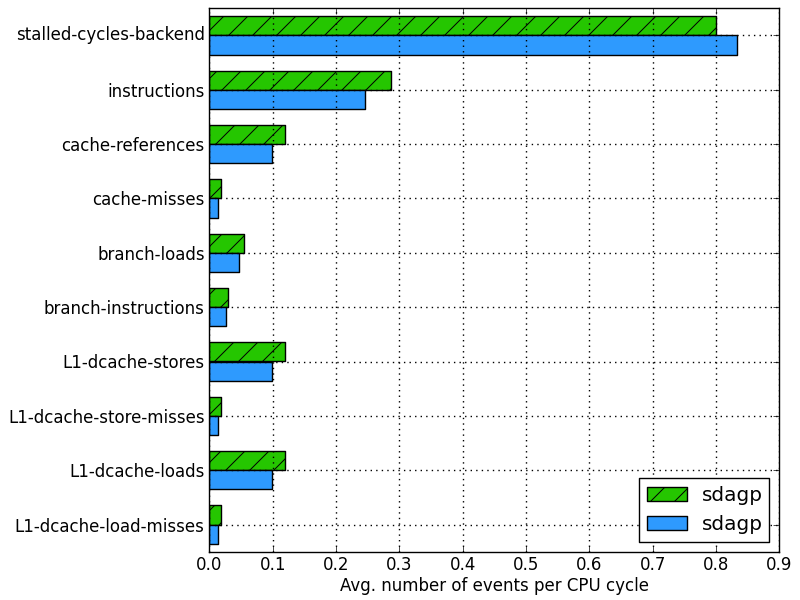 stalled-cycles-backend
instructions
cache-references
cache-misses
branch-loads
branch-instructions
L1-dcache-stores
L1-dcache-store-misses
L1-dcache-loads
L1-dcache-load-misses
sdagp
sdagp
0.0 0.1 0.2 0.3 0.4 0.5 0.6 0.7 0.8 0.9
Avg. number of events per CPU cycle